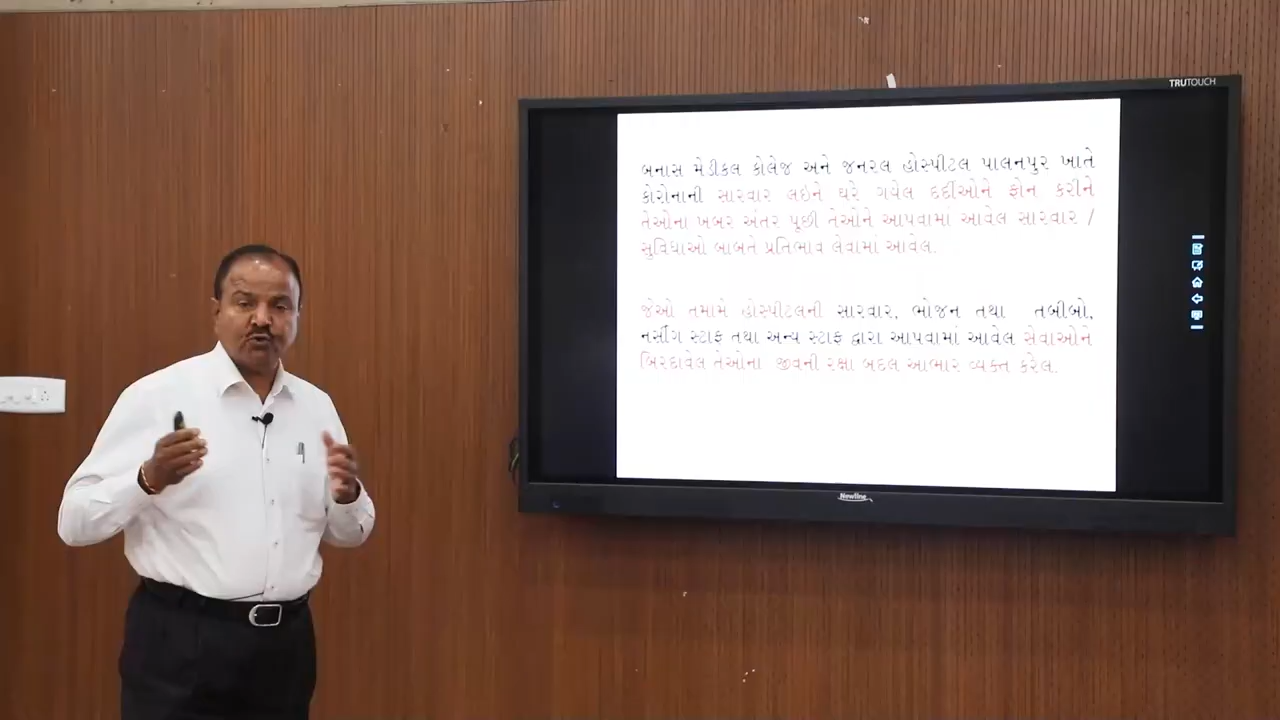 TRUTOUCH
બનાસ મેડીકલ કોલેજ અને જનરલ હોસ્પીટલ પાલનપુર ખાતે
કોરોનાની સારવાર લઇને ઘરે ગયેલ દર્દીઓને ફોન કરીને
તેઓના ખબર અંતર પૂછી તેઓને આપવામાં આવેલ સારવાર /
સુવિધાઓ બાબતે પ્રતિભાવ લેવામાં આવેલ.
જેઓ તમામે હોસ્પીટલની સારવાર, ભોજન તથા તબીબો,
નર્સીગ સ્ટાફ તથા અન્ય સ્ટાફ દ્વારા આપવામાં આવેલ સેવાઓને
બિરદાવેલ તેઓના જીવની રક્ષા બદલ આભાર વ્યક્ત કરેલ.
Newline